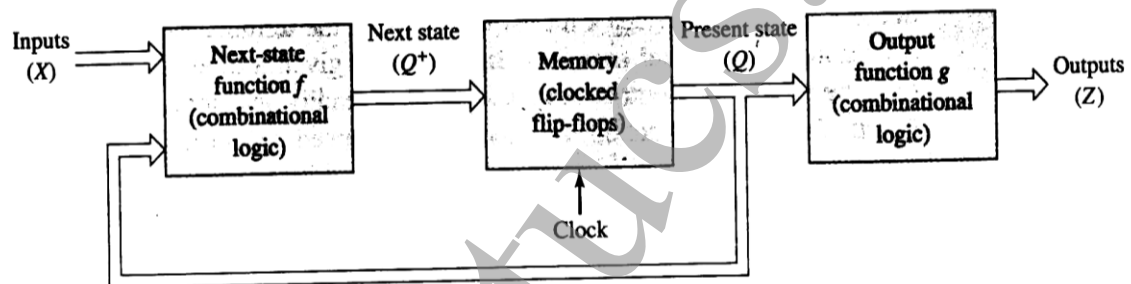 Inputs
(X)
Next-state
function f
(combinational
logic)
Next state
(Q⁺)
Memory
(clocked
flip-flops)
Clock
Present state
(Q)
Output
function g
(combinational
logic)
Outputs
(Z)